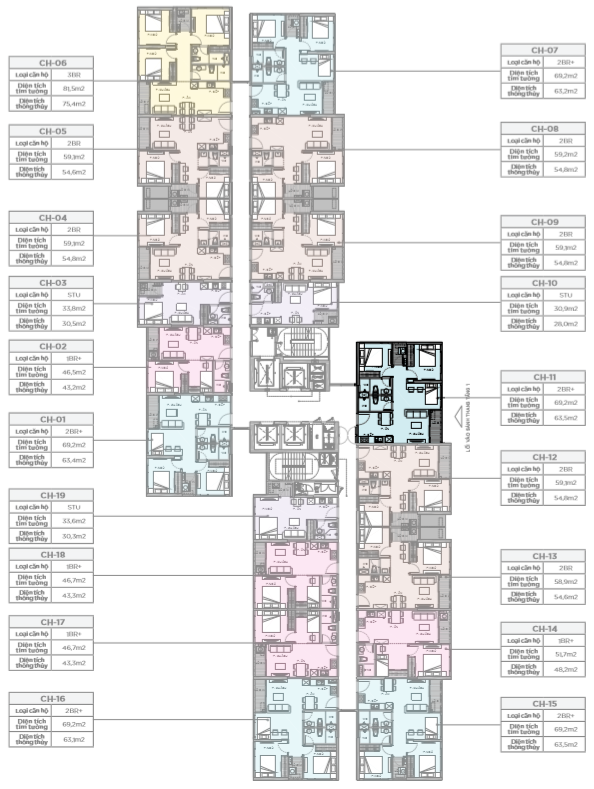 CH-06
Loại căn hộ 3BR
Diện tích tim tường 81,5m2
Diện tích thông thủy 75,4m2
CH-05
Loại căn hộ 2BR
Diện tích tim tường 59,1m2
Diện tích thông thủy 54,6m2
CH-04
Loại căn hộ 2BR
Diện tích tim tường 59,1m2
Diện tích thông thủy 54,8m2
CH-03
Loại căn hộ STU
Diện tích tim tường 33,8m2
Diện tích thông thủy 30,5m2
CH-02
Loại căn hộ 1BR+
Diện tích tim tường 46,5m2
Diện tích thông thủy 43,2m2
CH-01
Loại căn hộ 2BR+
Diện tích tim tường 69,2m2
Diện tích thông thủy 63,4m2
CH-19
Loại căn hộ STU
Diện tích tim tường 33,6m2
Diện tích thông thủy 30,3m2
CH-18
Loại căn hộ 1BR+
Diện tích tim tường 46,7m2
Diện tích thông thủy 43,3m2
CH-17
Loại căn hộ 1BR+
Diện tích tim tường 46,7m2
Diện tích thông thủy 43,3m2
CH-16
Loại căn hộ 2BR+
Diện tích tim tường 69,2m2
Diện tích thông thủy 63,1m2
CH-07
Loại căn hộ 2BR+
Diện tích tim tường 69,2m2
Diện tích thông thủy 63,2m2
CH-08
Loại căn hộ 2BR
Diện tích tim tường 59,2m2
Diện tích thông thủy 54,8m2
CH-09
Loại căn hộ 2BR
Diện tích tim tường 59,1m2
Diện tích thông thủy 54,8m2
CH-10
Loại căn hộ STU
Diện tích tim tường 30,9m2
Diện tích thông thủy 28,0m2
CH-11
Loại căn hộ 2BR+
Diện tích tim tường 69,2m2
Diện tích thông thủy 63,5m2
LỐI VÀO SẢNH THANG TẦNG 1
CH-12
Loại căn hộ 2BR
Diện tích tim tường 59,1m2
Diện tích thông thủy 54,8m2
CH-13
Loại căn hộ 2BR
Diện tích tim tường 58,9m2
Diện tích thông thủy 54,6m2
CH-14
Loại căn hộ 1BR+
Diện tích tim tường 51,7m2
Diện tích thông thủy 48,2m2
CH-15
Loại căn hộ 2BR+
Diện tích tim tường 69,2m2
Diện tích thông thủy 63,5m2